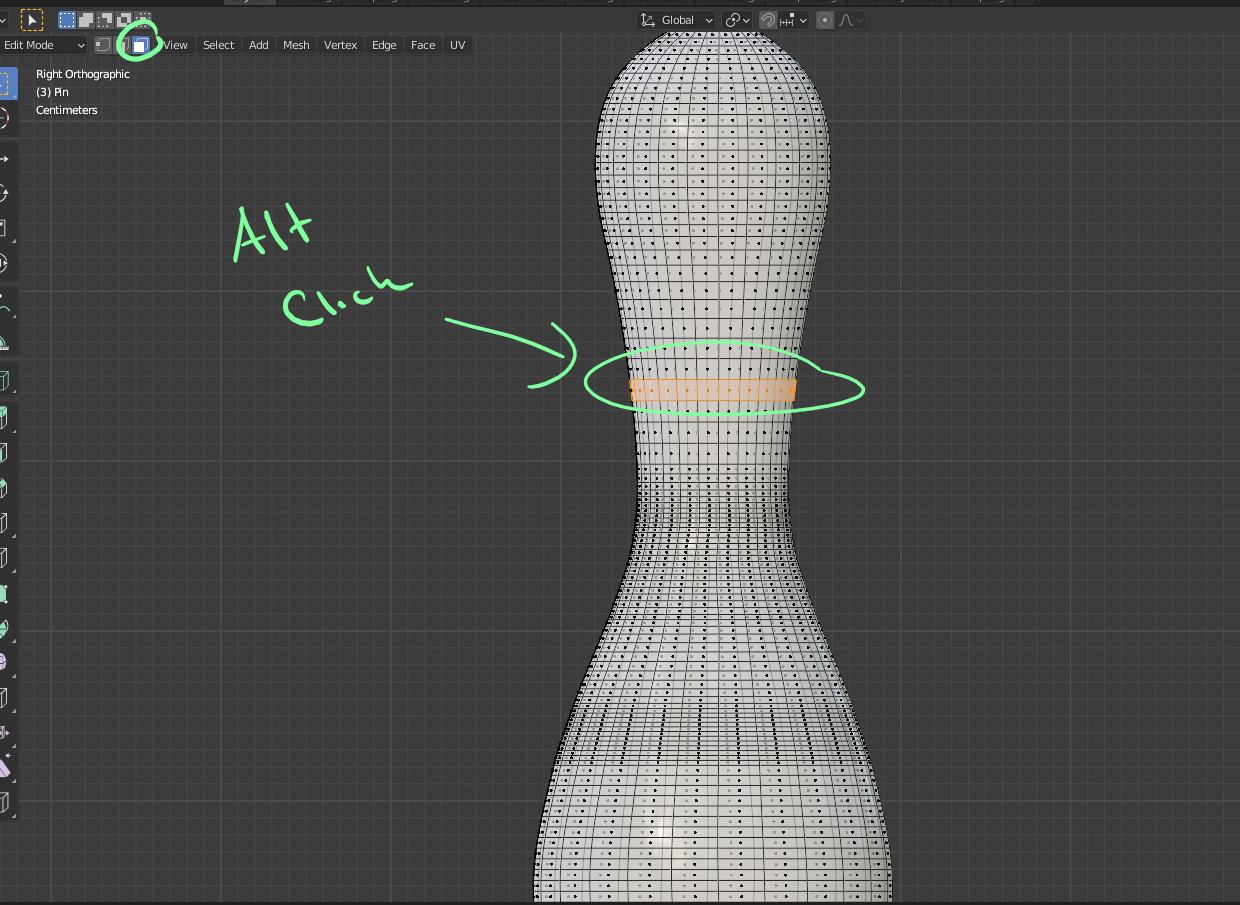 Global
Edit Mode View Select Add Mesh Vertex Edge Face UV
Right Orthographic
(3) Pin
Centimeters
Alt
Click